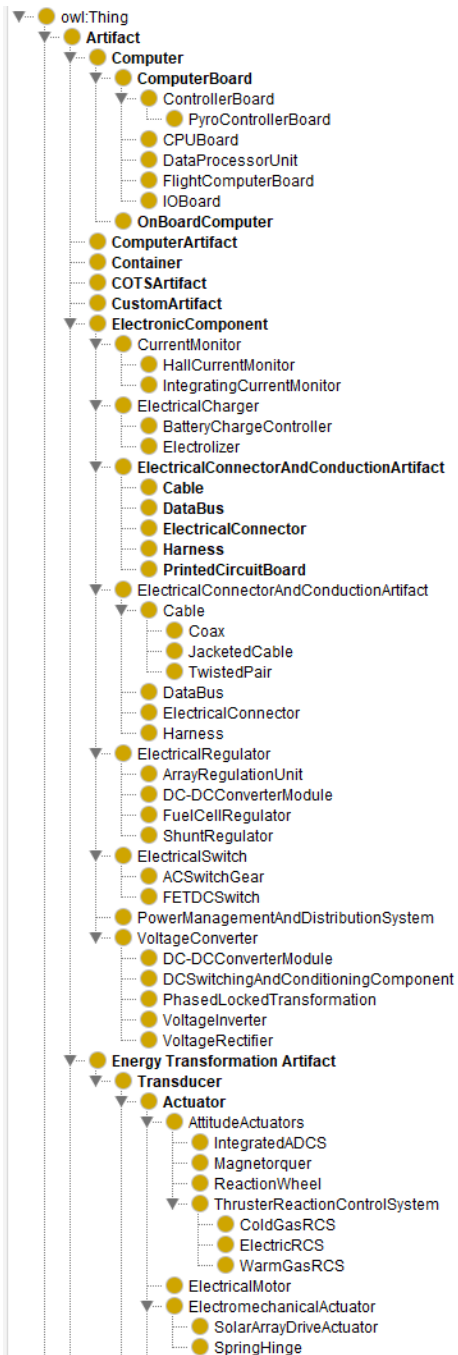 owl:Thing
Artifact
Computer
ComputerBoard
ControllerBoard
PyroControllerBoard
CPUBoard
DataProcessorUnit
FlightComputerBoard
IOBoard
OnBoardComputer
ComputerArtifact
Container
COTSArtifact
CustomArtifact
ElectronicComponent
CurrentMonitor
HallCurrentMonitor
IntegratingCurrentMonitor
ElectricalCharger
BatteryChargeController
Electrolizer
ElectricalConnectorAndConductionArtifact
Cable
DataBus
ElectricalConnector
Harness
PrintedCircuitBoard
ElectricalConnectorAndConductionArtifact
Cable
Coax
JacketedCable
TwistedPair
DataBus
ElectricalConnector
Harness
ElectricalRegulator
ArrayRegulationUnit
DC-DCConverterModule
FuelCellRegulator
ShuntRegulator
ElectricalSwitch
ACSwitchGear
FETDCSwitch
PowerManagementAndDistributionSystem
VoltageConverter
DC-DCConverterModule
DCSwitchingAndConditioningComponent
PhasedLockedTransformation
VoltageInverter
VoltageRectifier
Energy Transformation Artifact
Transducer
Actuator
AttitudeActuators
IntegratedADCS
Magnetorquer
ReactionWheel
ThrusterReactionControlSystem
ColdGasRCS
ElectricRCS
WarmGasRCS
ElectricalMotor
ElectromechanicalActuator
SolarArrayDriveActuator
SpringHinge